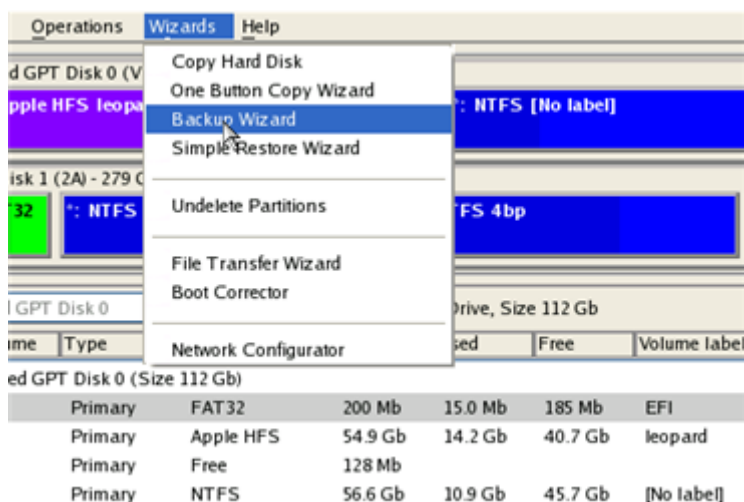 Operations Wizards Help
d GPT Disk 0 (V
Copy Hard Disk
pple HFS leopa
One Button Copy Wizard
*: NTFS [No label]
Backup Wizard
Simple Restore Wizard
isk 1 (2A) - 279 G
32 *: NTFS
Undelete Partitions
FS 4bp
File Transfer Wizard
Boot Corrector
GPT Disk 0
Drive, Size 112 Gb
Network Configurator
me Type sed Free Volume label
ed GPT Disk 0 (Size 112 Gb)
Primary FAT32 200 Mb 15.0 Mb 185 Mb EFI
Primary Apple HFS 54.9 Gb 14.2 Gb 40.7 Gb leopard
Primary Free 128 Mb
Primary NTFS 56.6 Gb 10.9 Gb 45.7 Gb [No label]